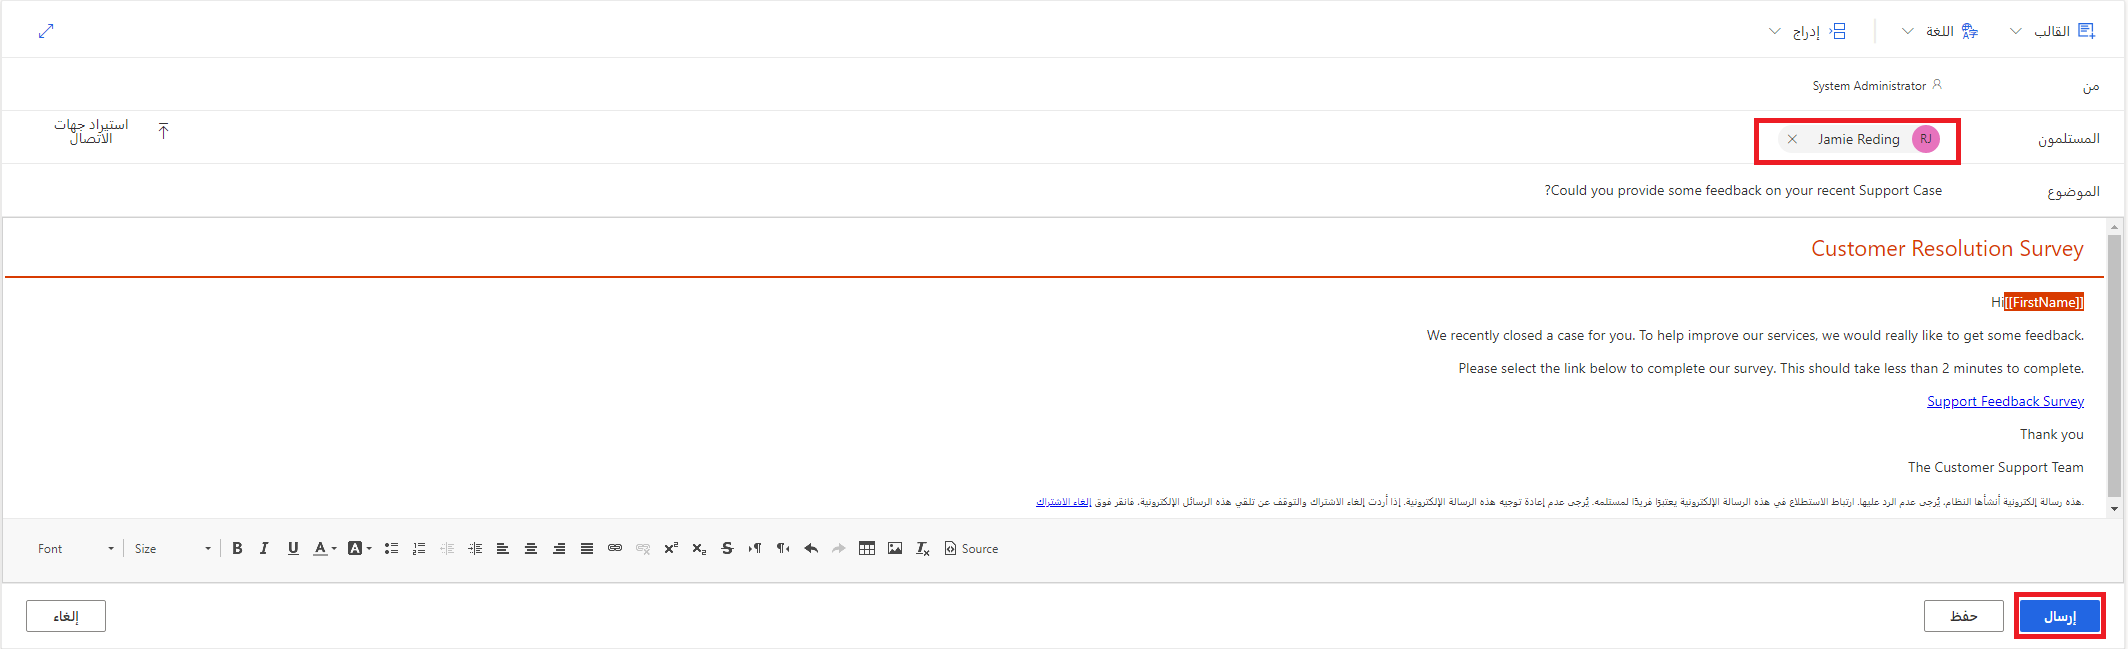 القالب
اللغة
إدراج
من
System Administrator
المستلمون
RJ
Jamie Reding
استيراد جهات
الاتصال
الموضوع
?Could you provide some feedback on your recent Support Case
Customer Resolution Survey
Hi[[FirstName]]
We recently closed a case for you. To help improve our services, we would really like to get some feedback.
Please select the link below to complete our survey. This should take less than 2 minutes to complete.
Support Feedback Survey
Thank you
The Customer Support Team
.هذه رسالة إلكترونية أنشأها النظام، يُرجى عدم الرد عليها. ارتباط الاستطلاع في هذه الرسالة الإلكترونية يعتبرًا فريدًا لمستلمه. يُرجى عدم إعادة توجيه هذه الرسالة الإلكترونية. إذا أردت إلغاء الاشتراك والتوقف عن تلقي هذه الرسائل الإلكترونية، فانقر فوق إلغاء الاشتراك
Font Size B I U A A S Source
إرسال
حفظ
إلغاء